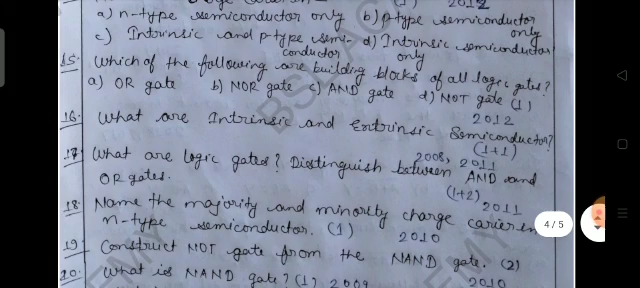 2012
a) n-type semiconductor only b) p-type semiconductor only
c) Intrinsic and p-type semi-conductor d) Intrinsic semiconductor only
15. Which of the following are building blocks of all logic gates?
a) OR gate b) NOR gate c) AND gate d) NOT gate (1)
2012
16. What are Intrinsic and Extrinsic Semiconductor?
2008, 2011 (1+1)
17. What are logic gates? Distinguish between AND and
OR gates. (1+2)
2011
18. Name the majority and minority charge carier in
n-type semiconductor. (1) 4/5
2010
19. Construct NOT gate from the NAND gate. (2)
2010
20. What is NAND gate? (1) 2009